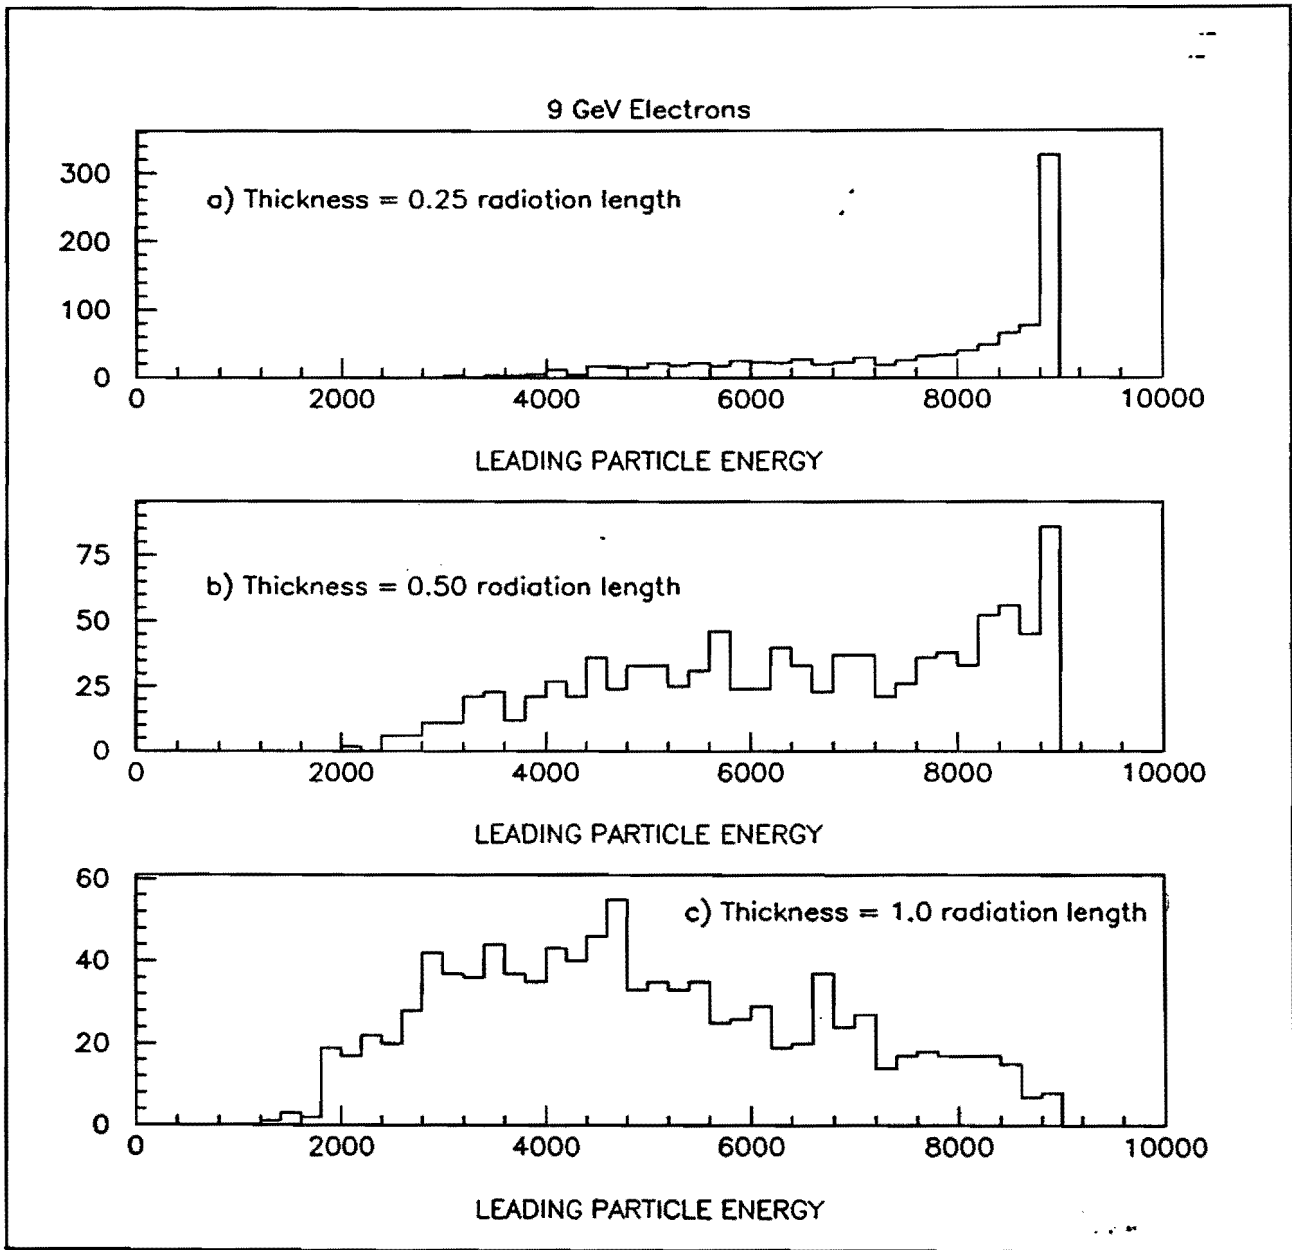 9 GeV Electrons
300
200
100
0
a) Thickness = 0.25 radiation length
0 2000 4000 6000 8000 10000
LEADING PARTICLE ENERGY
75
50
25
0
b) Thickness = 0.50 radiation length
0 2000 4000 6000 8000 10000
LEADING PARTICLE ENERGY
60
40
20
0
c) Thickness = 1.0 radiation length
0 2000 4000 6000 8000 10000
LEADING PARTICLE ENERGY